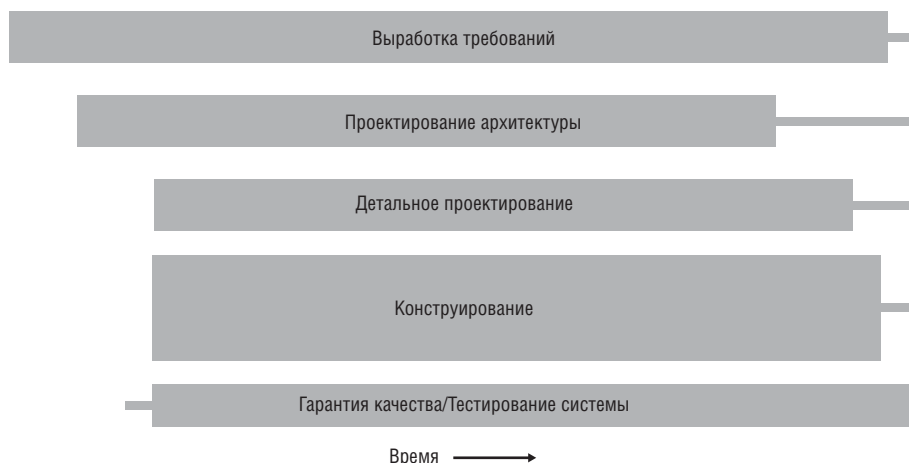 Выработка требований
Проектирование архитектуры
Детальное проектирование
Конструирование
Гарантия качества/Тестирование системы
Время